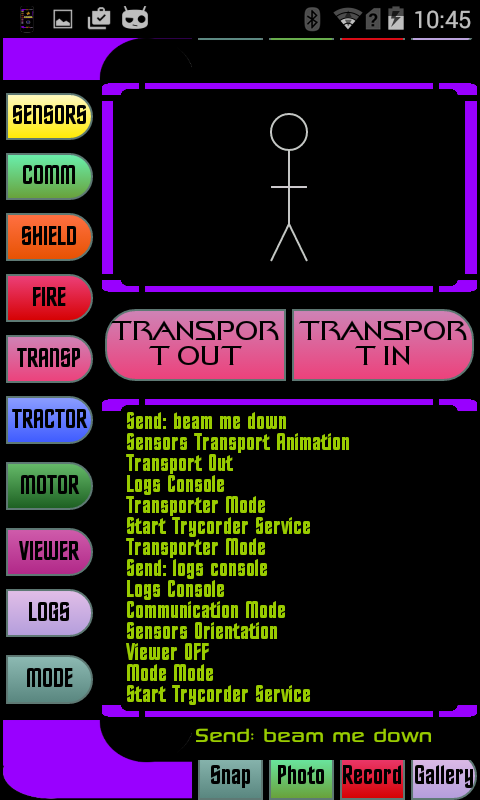 10:45
SENSORS
COMM
SHIELD
FIRE
TRANSP
TRACTOR
MOTOR
VIEWER
LOGS
MODE
TRANSPOR
T OUT
TRANSPOR
T IN
Send: beam me down
Sensors Transport Animation
Transport Out
Logs Console
Transporter Mode
Start Trycorder Service
Transporter Mode
Send: logs console
Logs Console
Communication Mode
Sensors Orientation
Viewer OFF
Mode Mode
Start Trycorder Service
Send: beam me down
Snap Photo Record Gallery